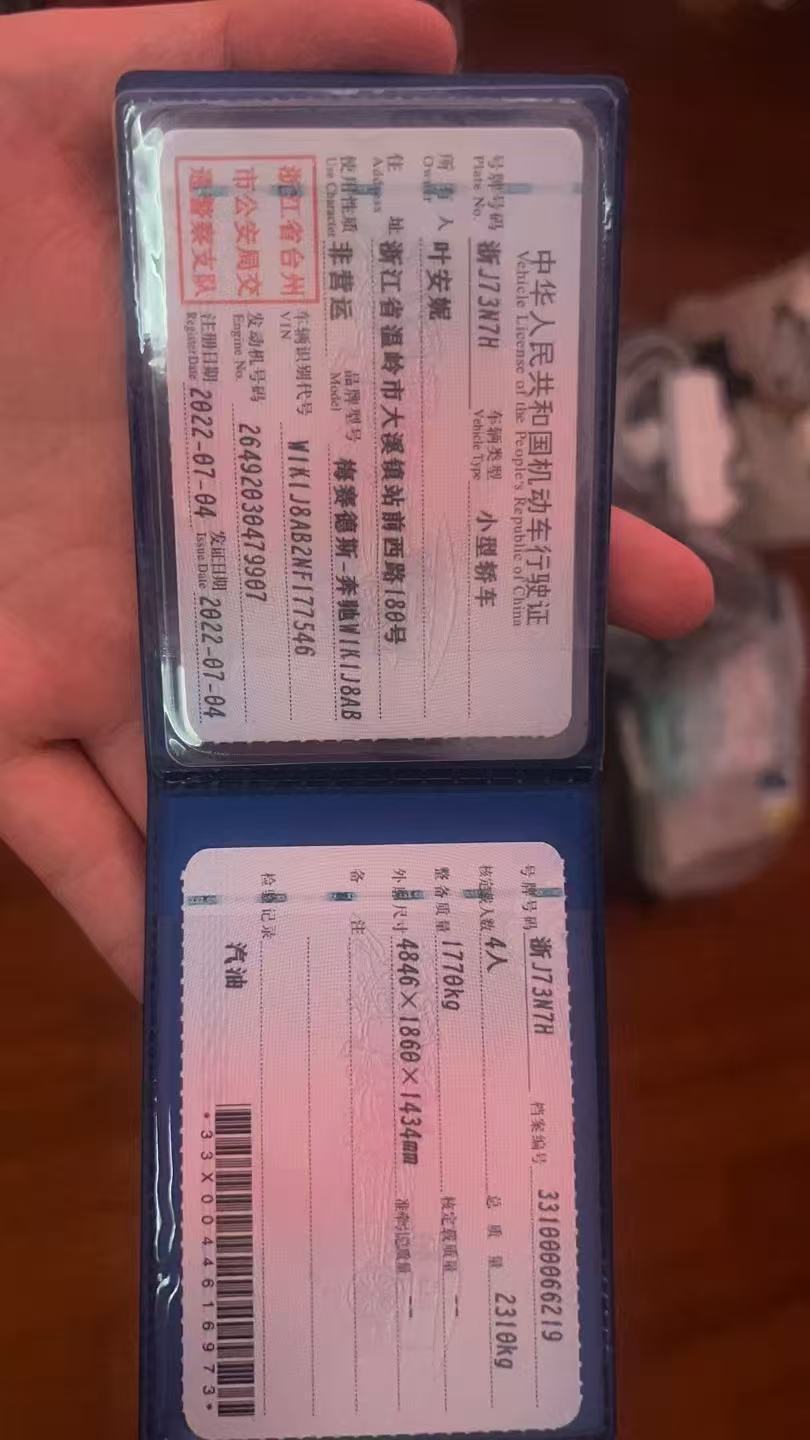 中华人民共和国机动车行驶证
Vehicle License of the People's Republic of China
号牌号码 浙J73N7H 车辆类型 小型轿车
Plate No. Vehicle Type
所有人 叶安妮
Owner
住址 浙江省温岭市大溪镇站前西路180号
Address
使用性质 非营运 品牌型号 梅赛德斯-奔驰W1K1J8AB
Use Character Model
浙江省台州
市公安局交
通警察支队
车辆识别代号 W1K1J8AB2NF177546
VIN
发动机号码 26492030479907
Engine No.
注册日期 2022-07-04 发证日期 2022-07-04
Register Date Issue Date
号牌号码 浙J73N7H 档案编号 331000066219
核定载人数 4人 总质量 2310kg
整备质量 1770kg 核定载质量 --
外廓尺寸 4846×1860×1434mm 准牵引总质量 --
备注
检验记录
汽油
*33X0044616973*